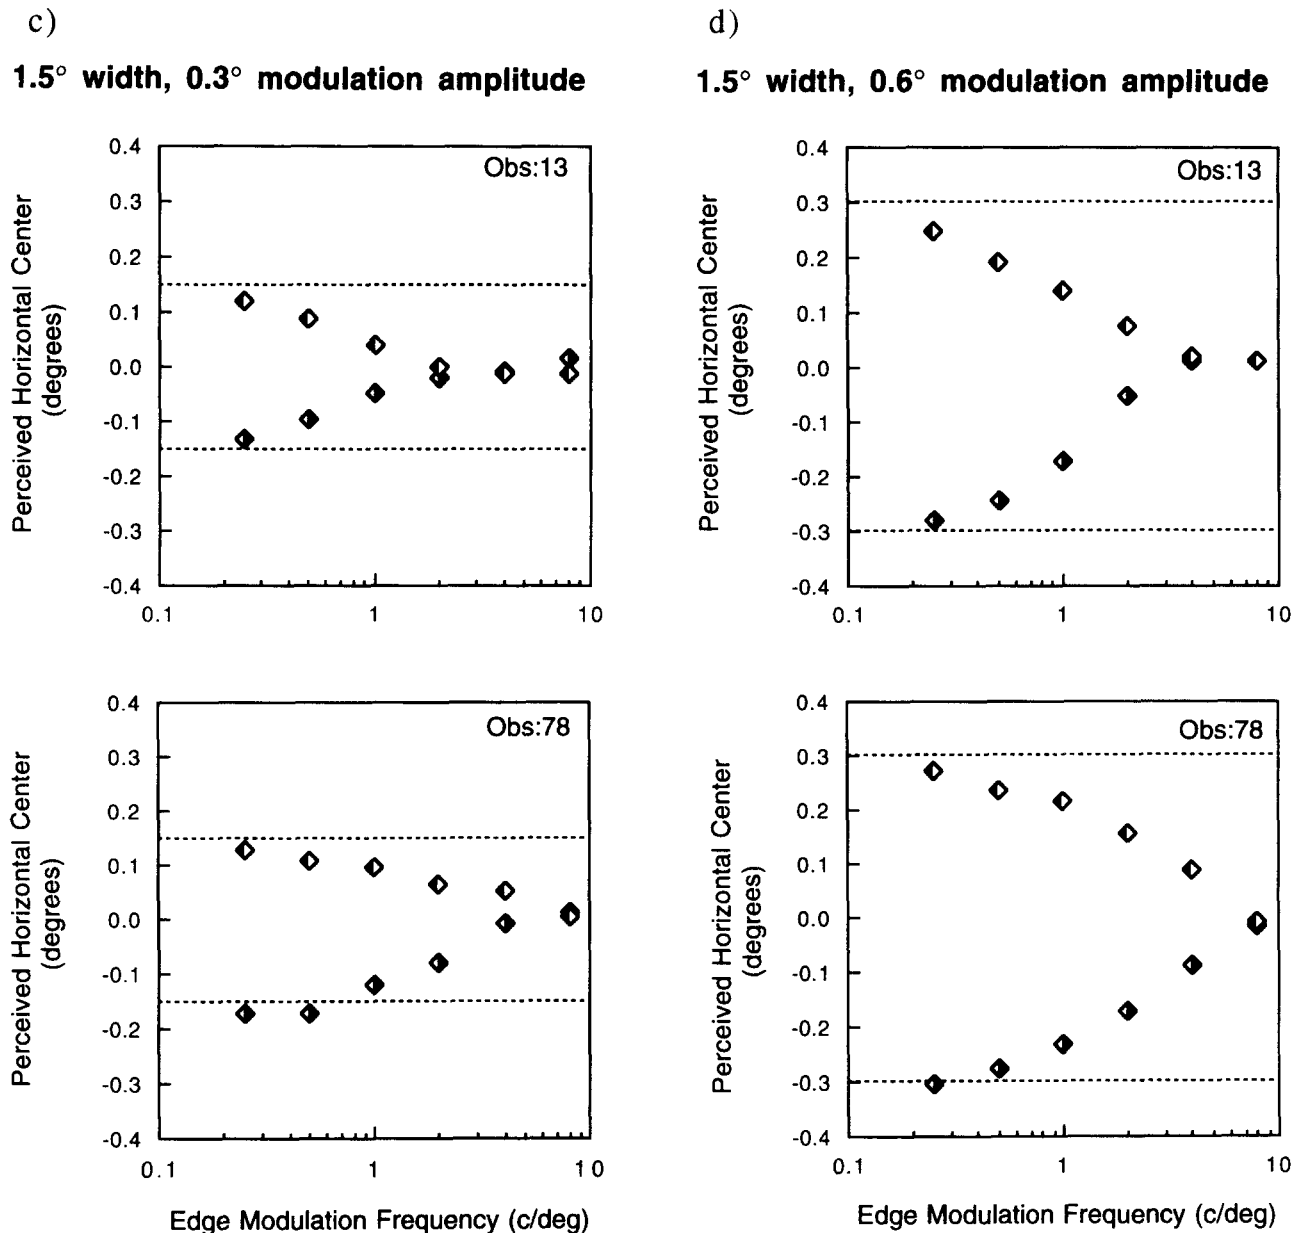 c)
1.5° width, 0.3° modulation amplitude
Obs:13
Perceived Horizontal Center
(degrees)
0.4
0.3
0.2
0.1
0.0
-0.1
-0.2
-0.3
-0.4
0.1
1
10
Obs:78
Perceived Horizontal Center
(degrees)
0.4
0.3
0.2
0.1
0.0
-0.1
-0.2
-0.3
-0.4
0.1
1
10
Edge Modulation Frequency (c/deg)
d)
1.5° width, 0.6° modulation amplitude
Obs:13
Perceived Horizontal Center
(degrees)
0.4
0.3
0.2
0.1
0.0
-0.1
-0.2
-0.3
-0.4
0.1
1
10
Obs:78
Perceived Horizontal Center
(degrees)
0.4
0.3
0.2
0.1
0.0
-0.1
-0.2
-0.3
-0.4
0.1
1
10
Edge Modulation Frequency (c/deg)